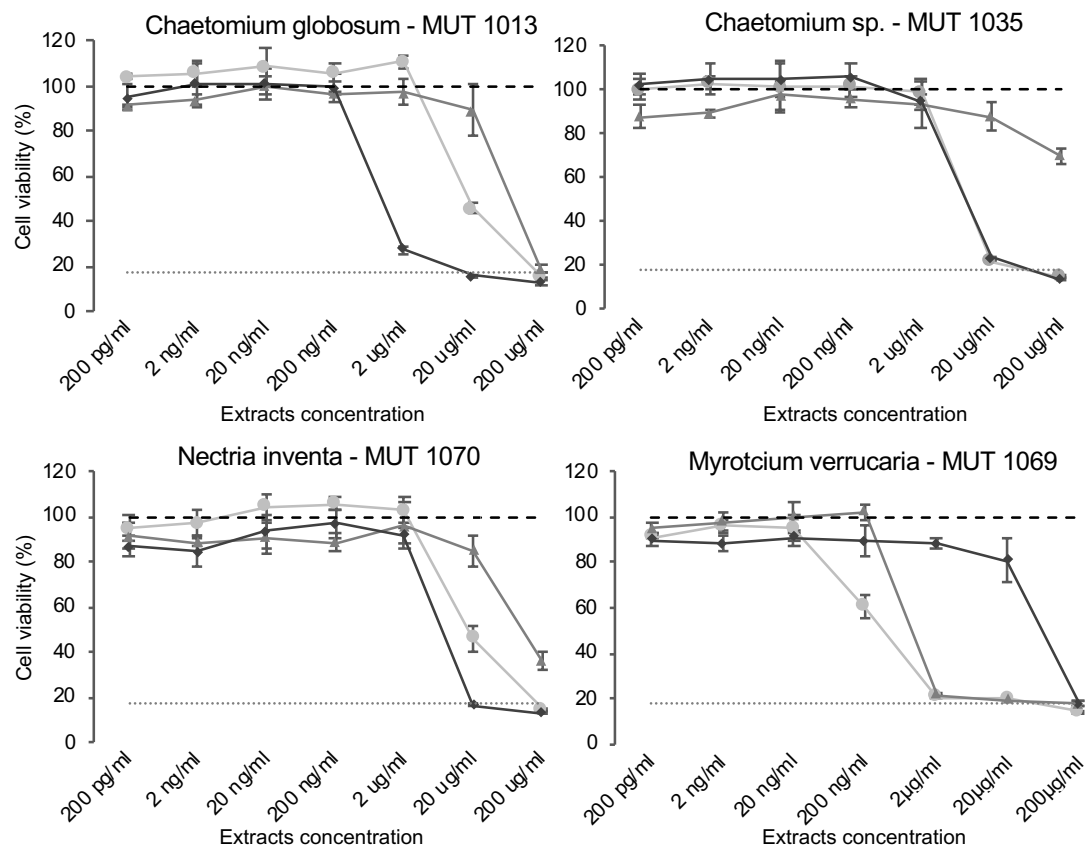 Chaetomium globosum - MUT 1013
Cell viability (%)
120
100
80
60
40
20
0
200 pg/ml
2 ng/ml
20 ng/ml
200 ng/ml
2 ug/ml
20 ug/ml
200 ug/ml
Extracts concentration
Chaetomium sp. - MUT 1035
120
100
80
60
40
20
0
200 pg/ml
2 ng/ml
20 ng/ml
200 ng/ml
2 ug/ml
20 ug/ml
200 ug/ml
Extracts concentration
Nectria inventa - MUT 1070
Cell viability (%)
120
100
80
60
40
20
0
200 pg/ml
2 ng/ml
20 ng/ml
200 ng/ml
2 ug/ml
20 ug/ml
200 ug/ml
Extracts concentration
Myrotcium verrucaria - MUT 1069
120
100
80
60
40
20
0
200 pg/ml
2 ng/ml
20 ng/ml
200 ng/ml
2µg/ml
20µg/ml
200µg/ml
Extracts concentration